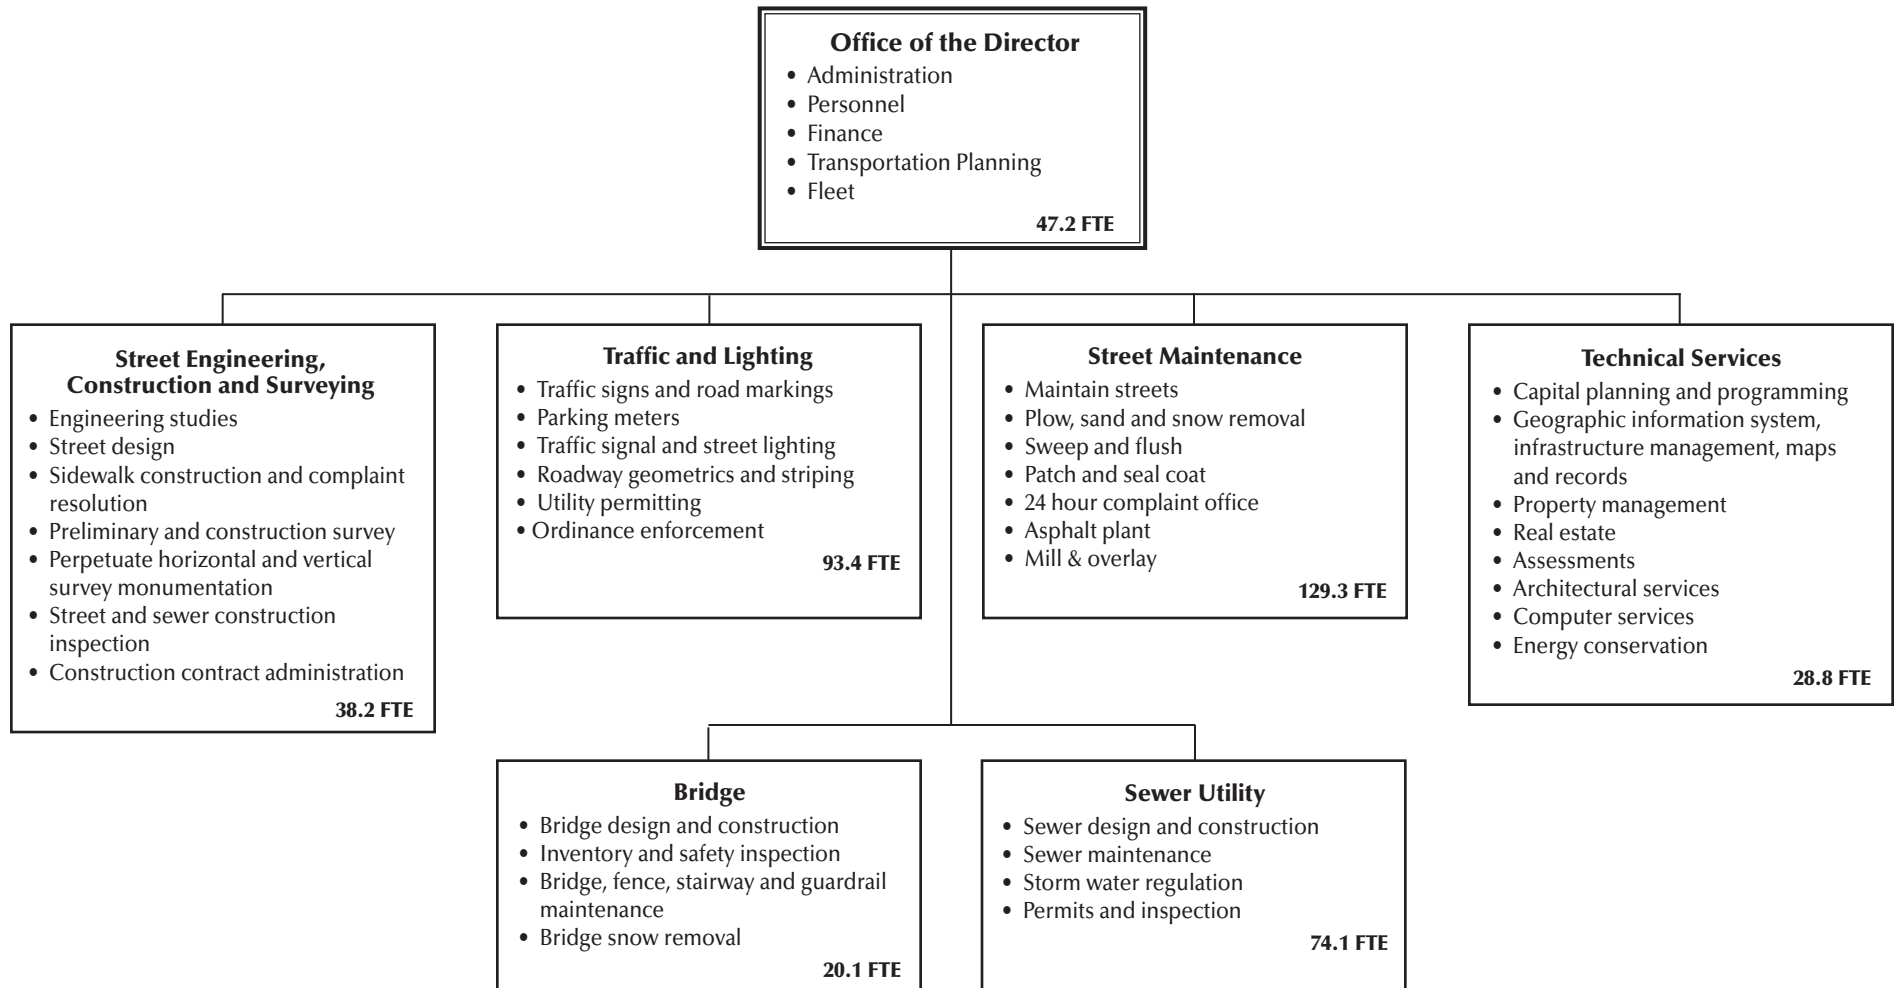 Office of the Director
• Administration
• Personnel
• Finance
• Transportation Planning
• Fleet
47.2 FTE
Street Engineering,
Construction and Surveying
• Engineering studies
• Street design
• Sidewalk construction and complaint
resolution
• Preliminary and construction survey
• Perpetuate horizontal and vertical
survey monumentation
• Street and sewer construction
inspection
• Construction contract administration
38.2 FTE
Traffic and Lighting
• Traffic signs and road markings
• Parking meters
• Traffic signal and street lighting
• Roadway geometrics and striping
• Utility permitting
• Ordinance enforcement
93.4 FTE
Street Maintenance
• Maintain streets
• Plow, sand and snow removal
• Sweep and flush
• Patch and seal coat
• 24 hour complaint office
• Asphalt plant
• Mill & overlay
129.3 FTE
Technical Services
• Capital planning and programming
• Geographic information system,
infrastructure management, maps
and records
• Property management
• Real estate
• Assessments
• Architectural services
• Computer services
• Energy conservation
28.8 FTE
Bridge
• Bridge design and construction
• Inventory and safety inspection
• Bridge, fence, stairway and guardrail
maintenance
• Bridge snow removal
20.1 FTE
Sewer Utility
• Sewer design and construction
• Sewer maintenance
• Storm water regulation
• Permits and inspection
74.1 FTE